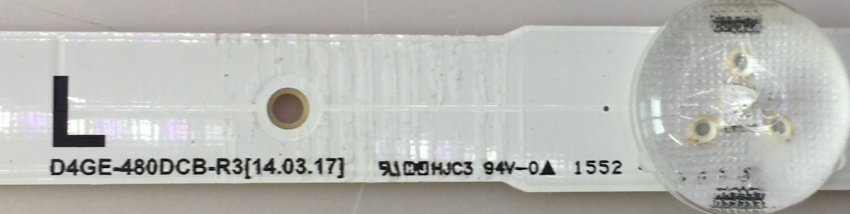 L
D4GE-480DCB-R3[14.03.17] HJC3 94V-0▲ 1552